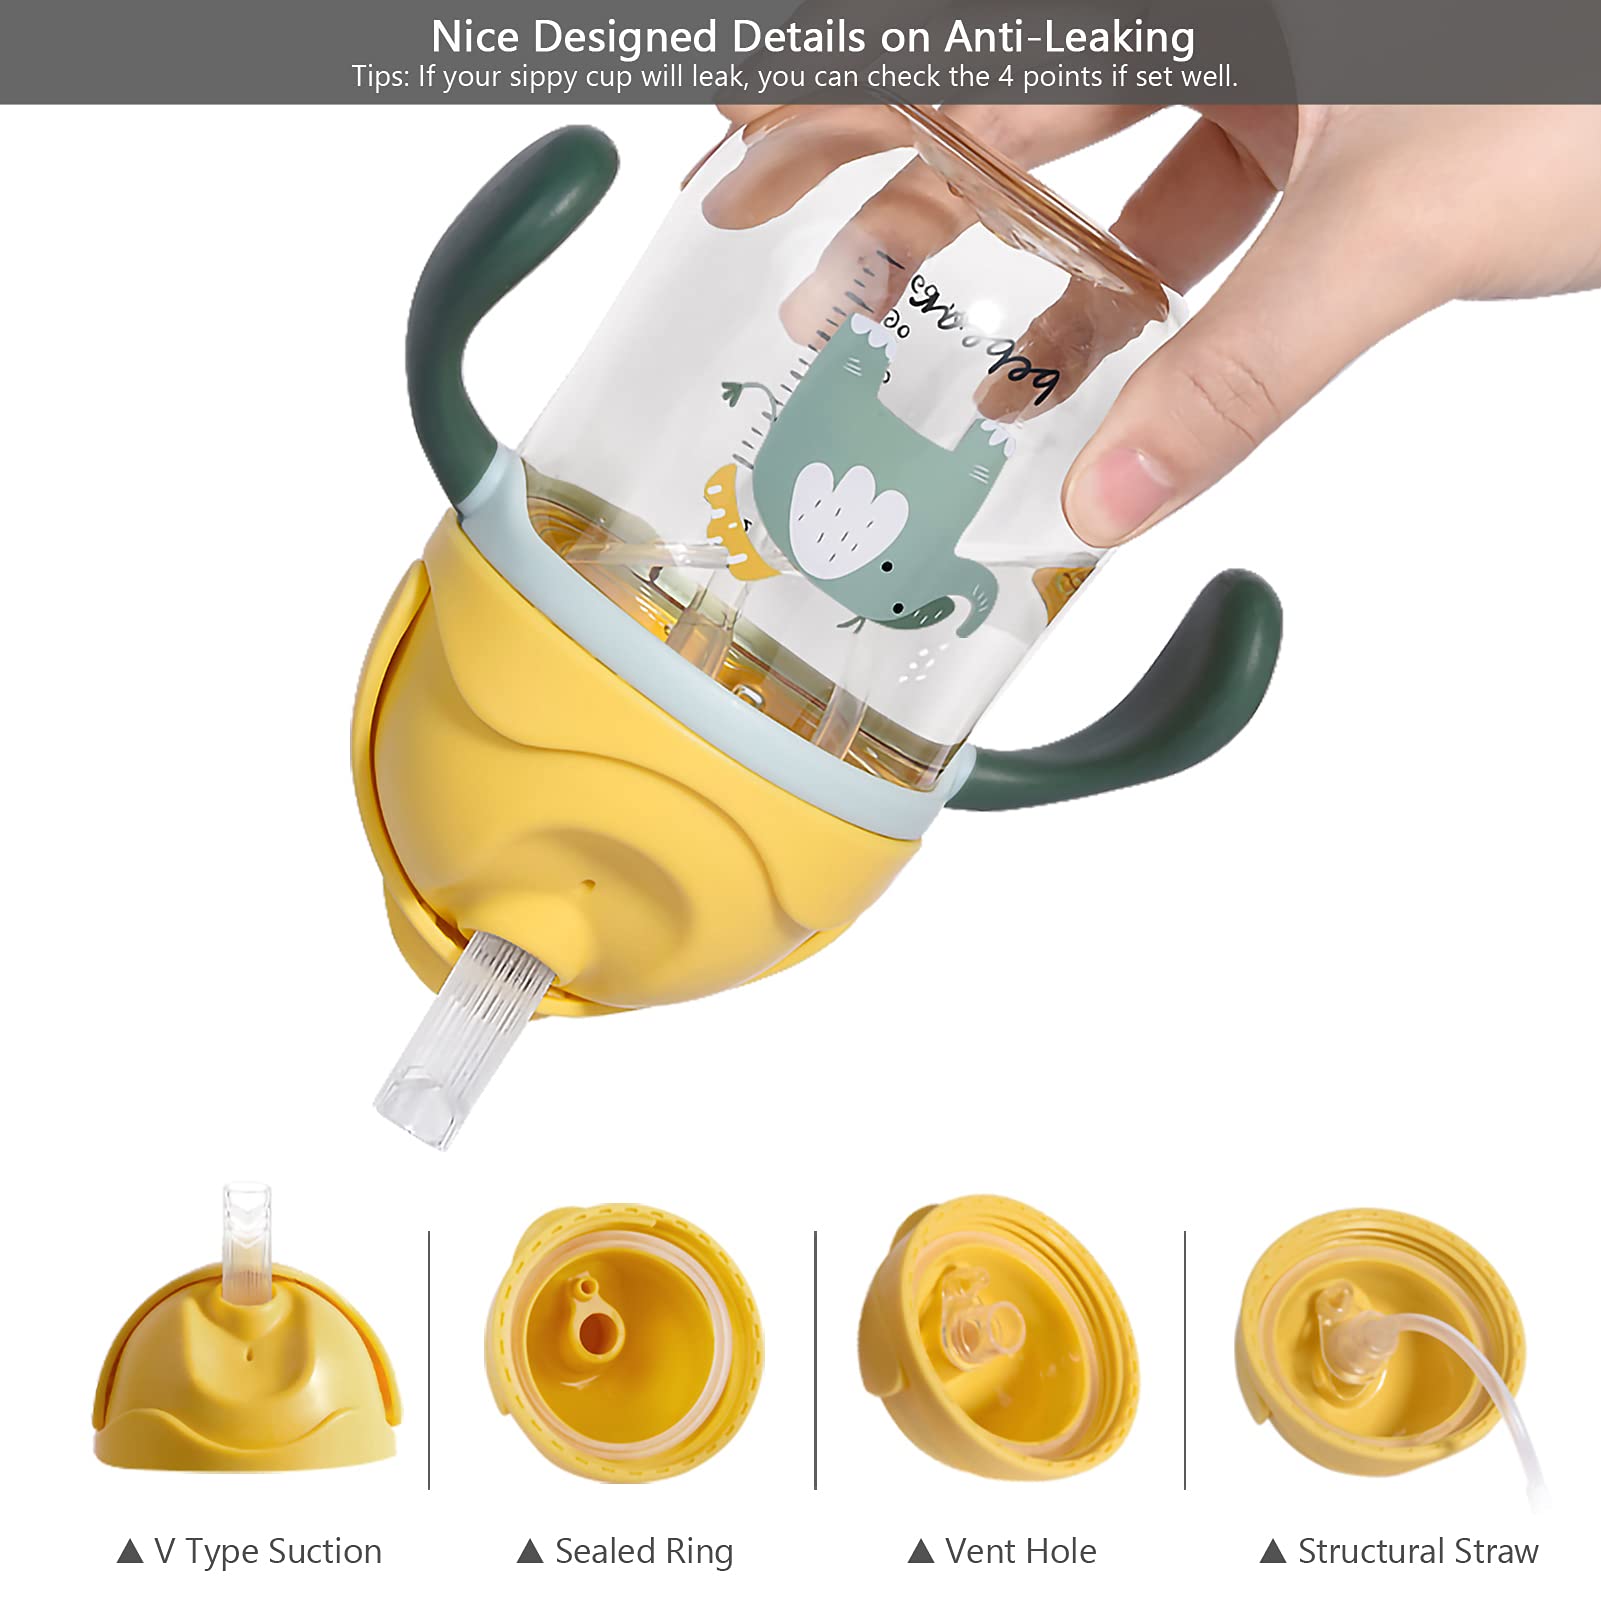 Nice Designed Details on Anti-Leaking
Tips: If your sippy cup will leak, you can check the 4 points if set well.
▲ V Type Suction
▲ Sealed Ring
▲ Vent Hole
▲ Structural Straw